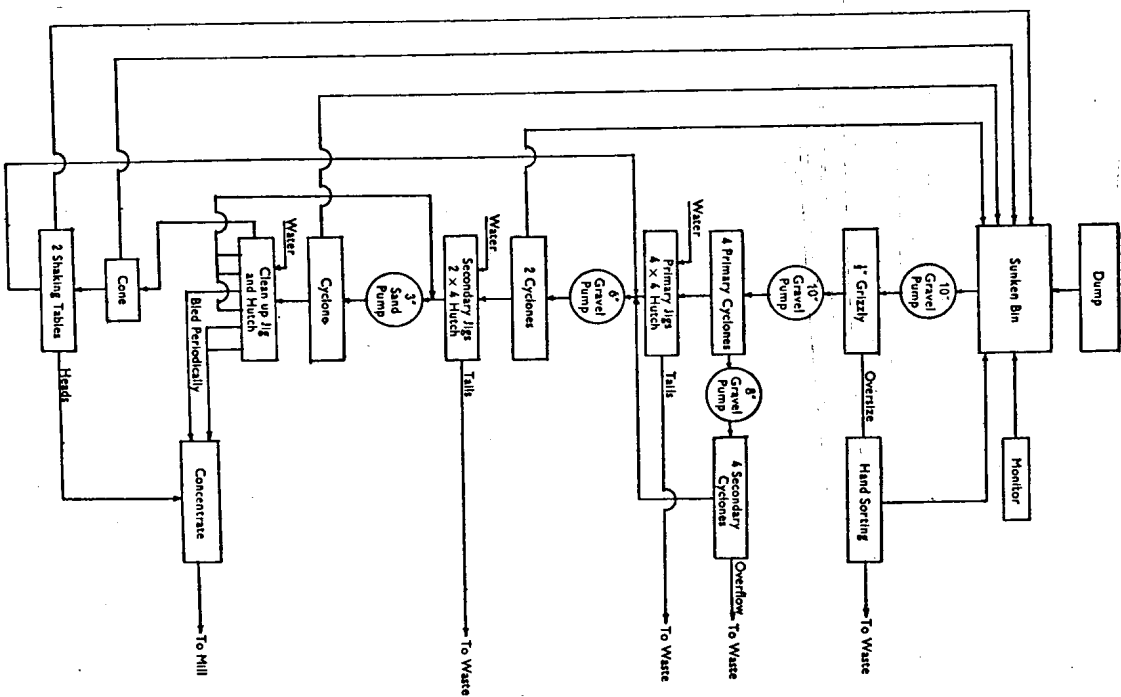 Dump
Sunken Bin
Monitor
10"
Gravel
Pump
½" Grizzly
Oversize
Hand Sorting
To Waste
10"
Gravel
Pump
4 Primary Cyclones
8"
Gravel
Pump
4 Secondary
Cyclones
Overflow
To Waste
Water
Primary Jigs
4 × 4 Hutch
Tails
To Waste
6"
Gravel
Pump
2 Cyclones
Water
Secondary Jigs
2 × 4 Hutch
Tails
To Waste
3"
Sand
Pump
Cyclone
Water
Clean up Jig
and Hutch
Bled Periodically
Concentrate
To Mill
Cone
2 Shaking Tables
Heads